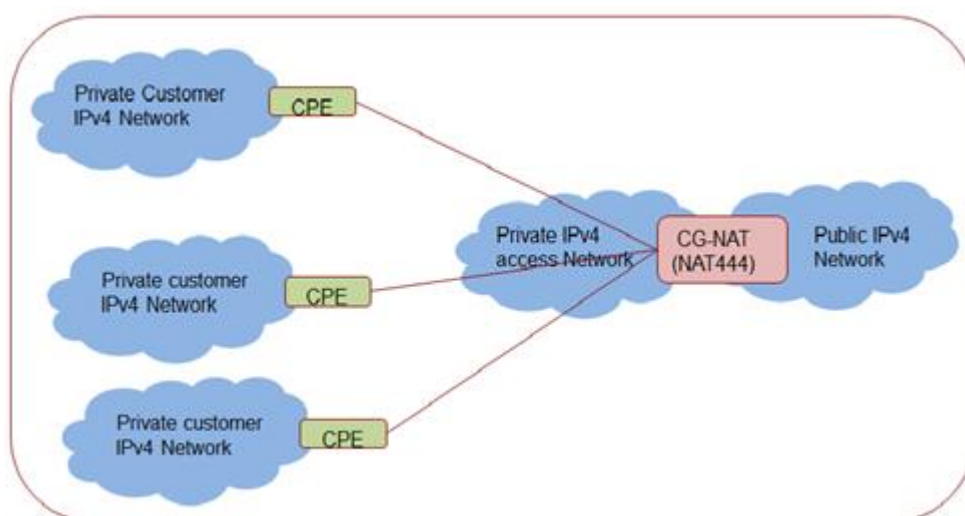 Private Customer
IPv4 Network
CPE
Private customer
IPv4 Network
CPE
Private customer
IPv4 Network
CPE
Private IPv4
access Network
CG-NAT
(NAT444)
Public IPv4
Network